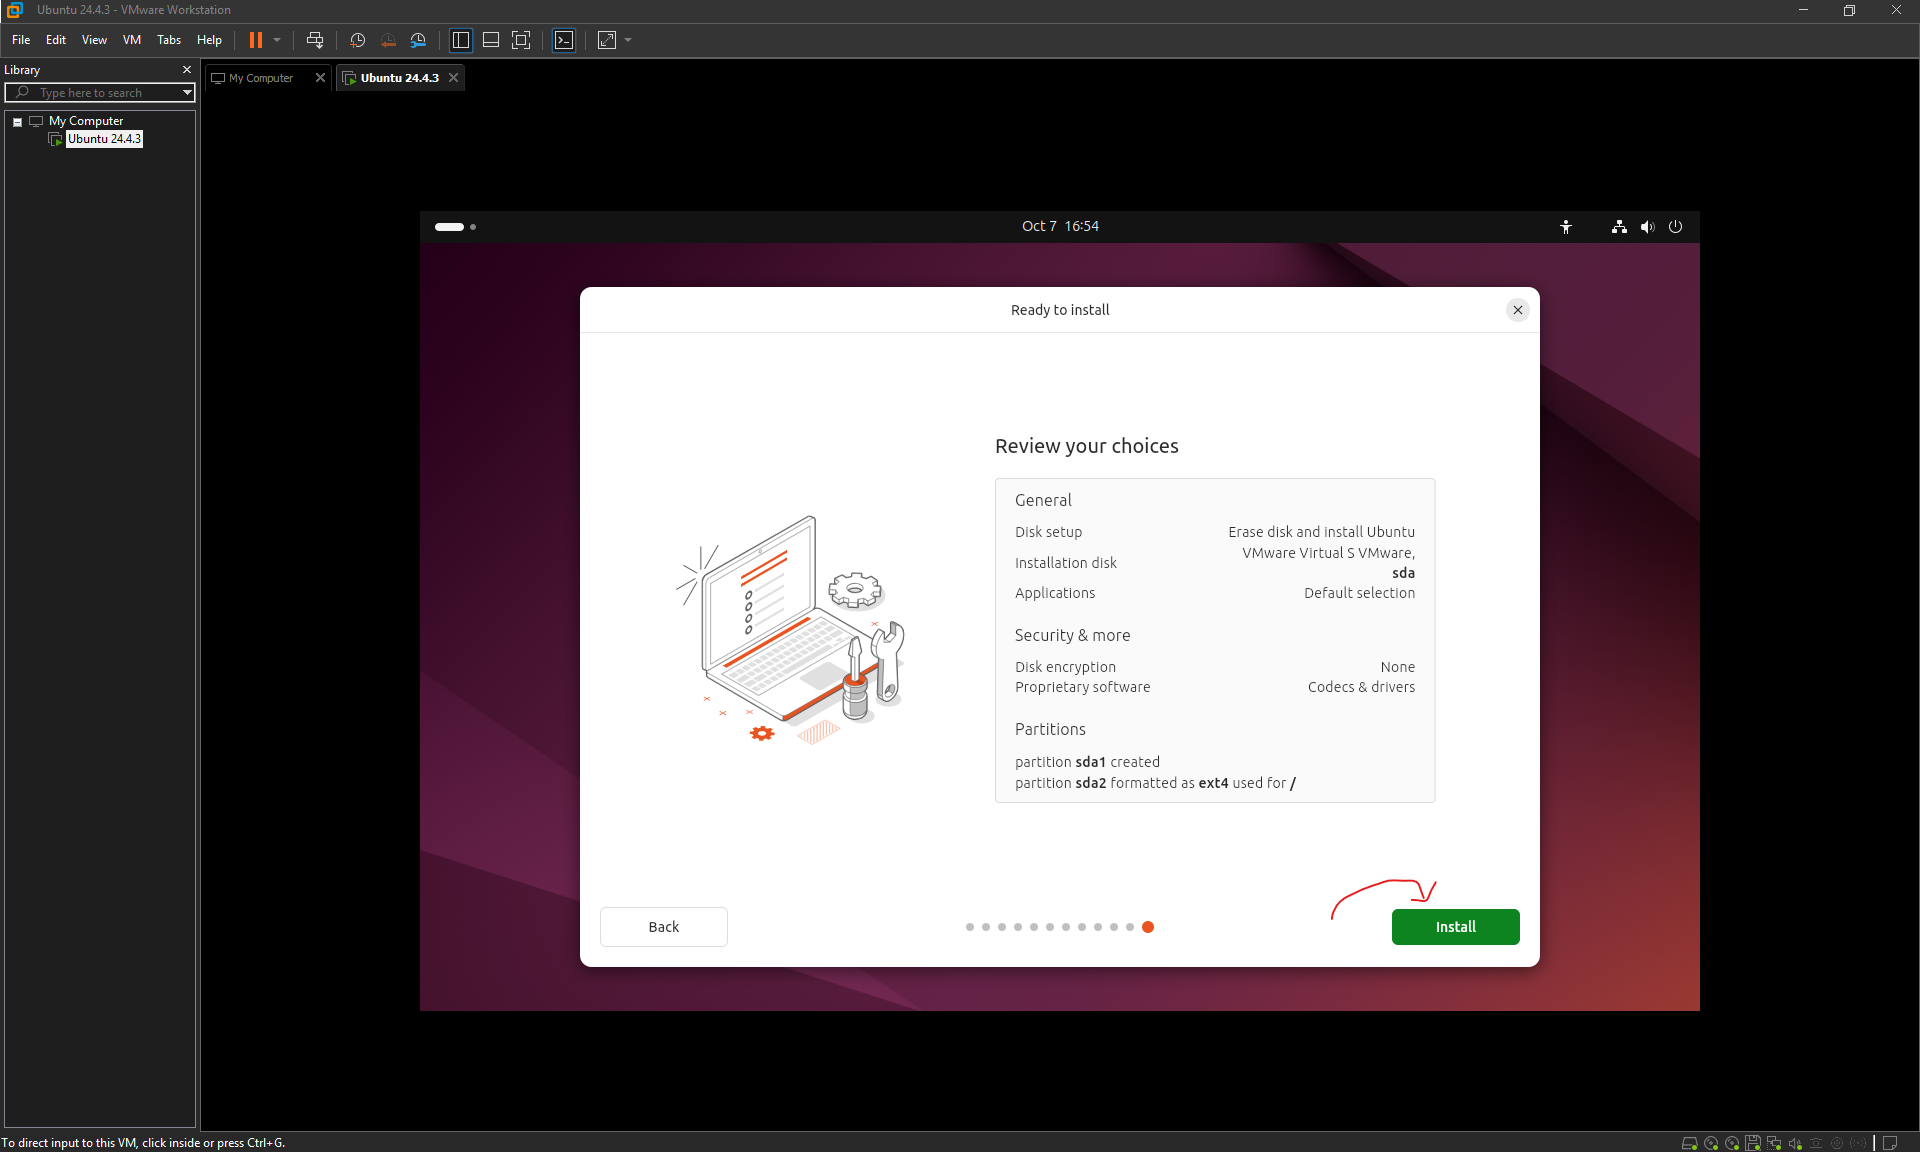 Ubuntu 24.4.3 - VMware Workstation
File Edit View VM Tabs Help
Library
My Computer
Ubuntu 24.4.3
Type here to search
My Computer
Ubuntu 24.4.3
Oct 7 16:54
Ready to install
Review your choices
General
Disk setup Erase disk and install Ubuntu
Installation disk VMware Virtual S VMware,
sda
Applications Default selection
Security & more
Disk encryption None
Proprietary software Codecs & drivers
Partitions
partition sda1 created
partition sda2 formatted as ext4 used for /
Back
Install
To direct input to this VM, click inside or press Ctrl+G.